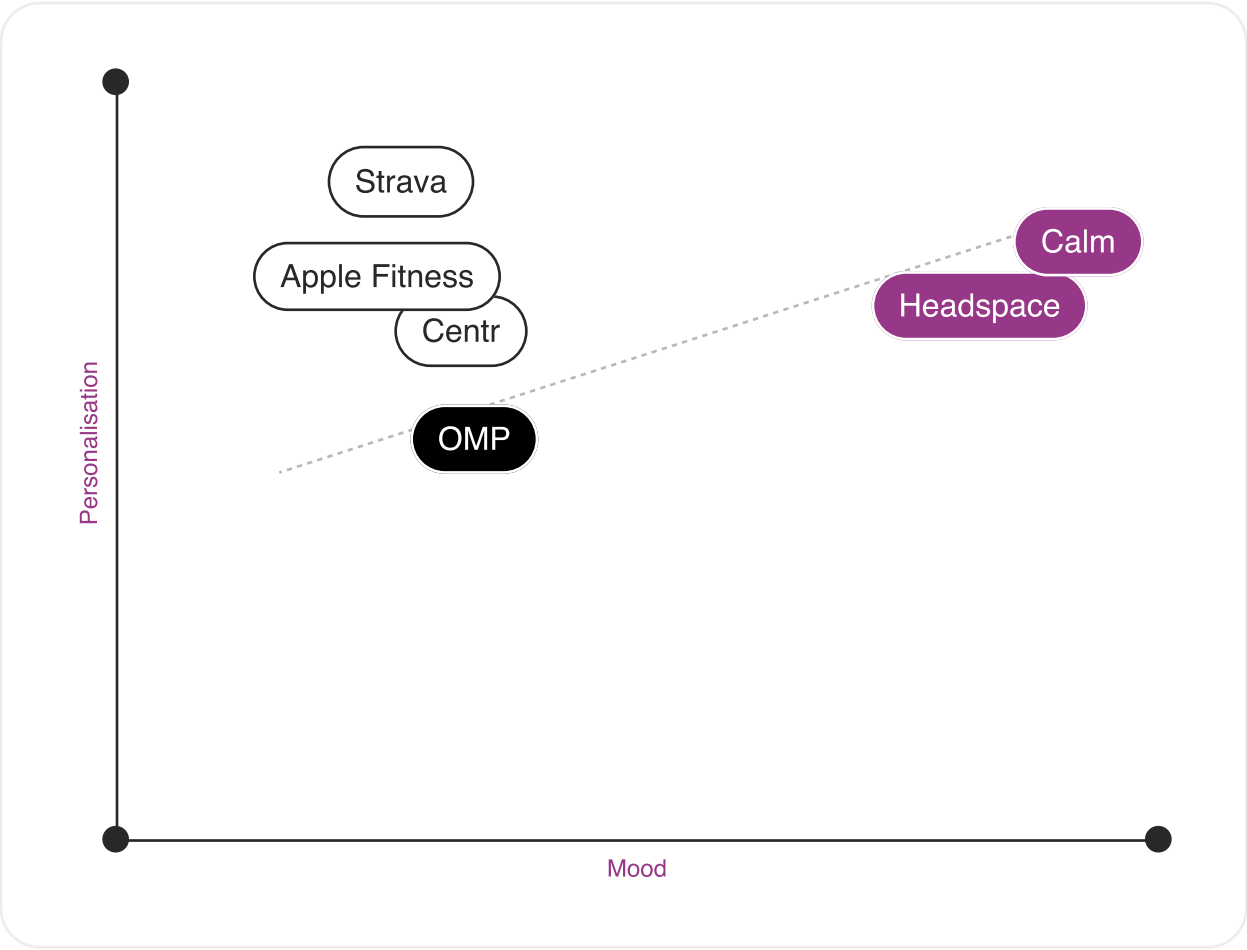 Strava
Calm
Apple Fitness
Headspace
Centr
OMP
Personalisation
Mood